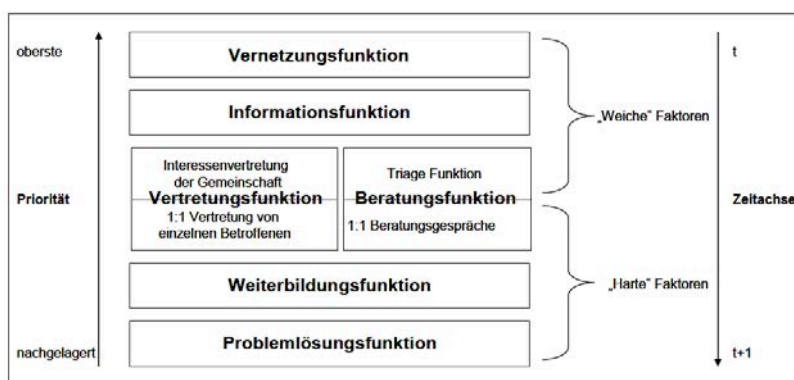 oberste
Vernetzungsfunktion
t
Informationsfunktion
„Weiche" Faktoren
Interessenvertretung
der Gemeinschaft
Vertretungsfunktion
1:1 Vertretung von
einzelnen Betroffenen
Triage Funktion
Beratungsfunktion
1:1 Beratungsgespräche
Priorität
Zeitachse
Weiterbildungsfunktion
„Harte" Faktoren
Problemlösungsfunktion
nachgelagert
t+1